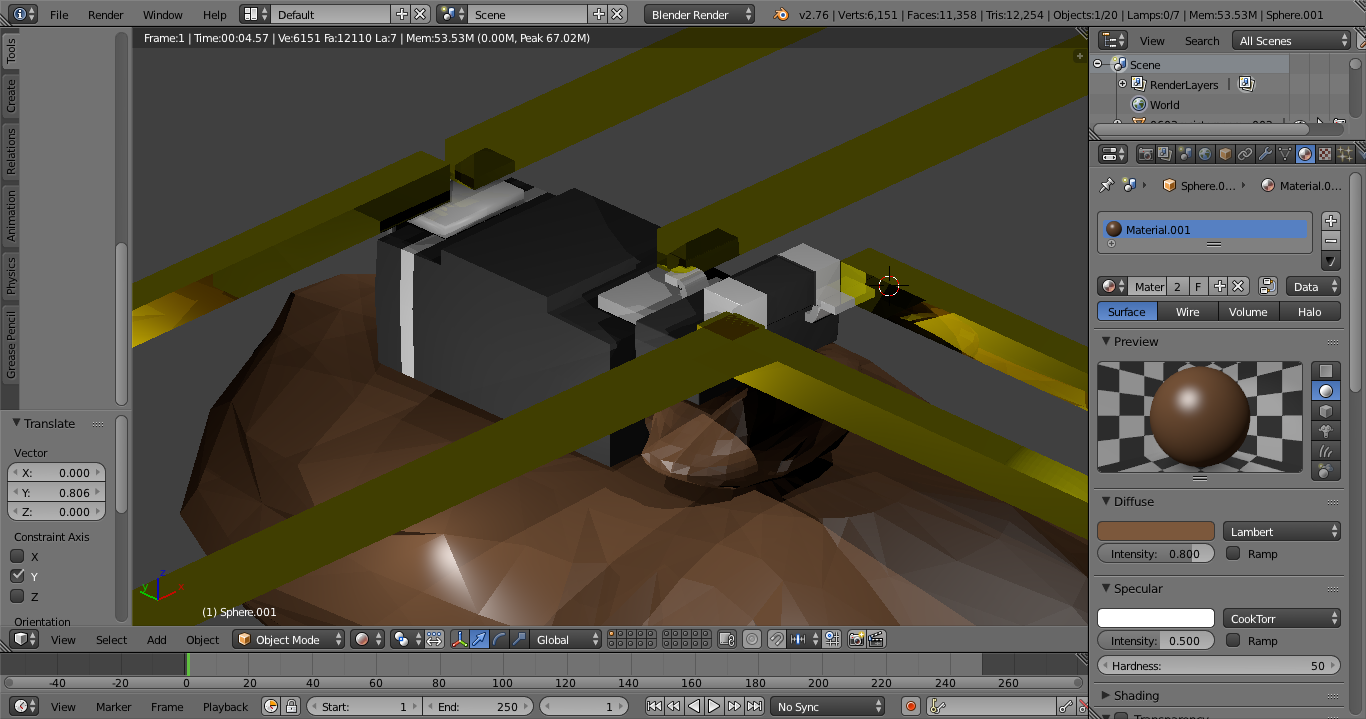 File Render Window Help Default Scene Blender Render v2.76 | Verts:6,151 | Faces:11,358 | Tris:12,254 | Objects:1/20 | Lamps:0/7 | Mem:53.53M | Sphere.001
Frame:1 | Time:00:04.57 | Ve:6151 Fa:12110 La:7 | Mem:53.53M (0.00M, Peak 67.02M)
Tools
Create
Relations
Animation
Physics
Grease Pencil
Translate
Vector
X: 0.000
Y: 0.806
Z: 0.000
Constraint Axis
X
Y
Z
Orientation
z
y
x
(1) Sphere.001
View Select Add Object Object Mode Global
-40 -20 0 20 40 60 80 100 120 140 160 180 200 220 240 260
View Marker Frame Playback Start: 1 End: 250 1 No Sync
View Search All Scenes
Scene
RenderLayers |
World
Sphere.0... Material.0...
Material.001
Mater 2 F Data
Surface Wire Volume Halo
Preview
Diffuse
Lambert
Intensity: 0.800 Ramp
Specular
CookTorr
Intensity: 0.500 Ramp
Hardness: 50
Shading
Transparency